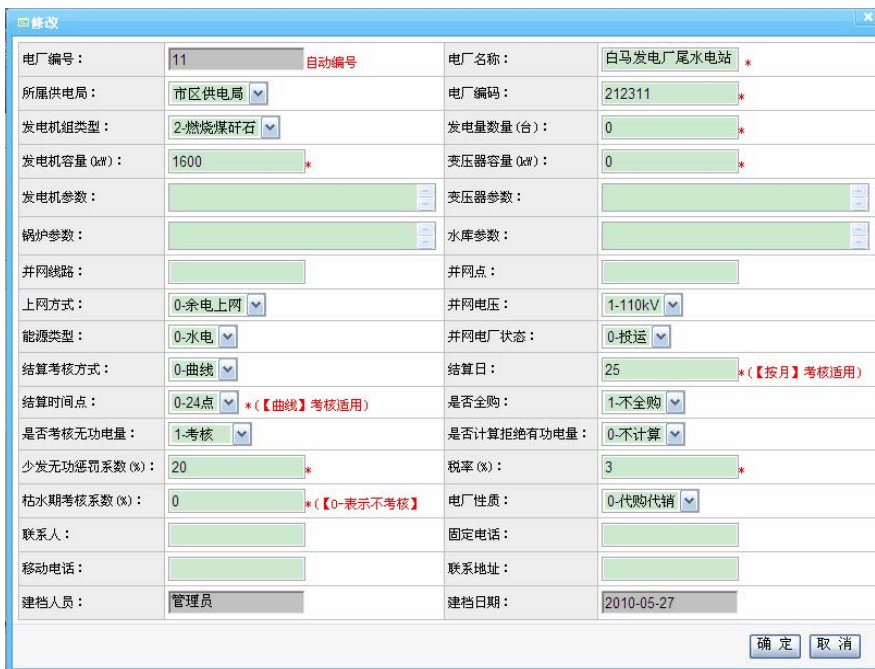 修改
电厂编号： 11 自动编号 电厂名称： 白马发电厂尾水电站 *
所属供电局： 市区供电局 电厂编码： 212311 *
发电机组类型： 2-燃烧煤矸石 发电量数量(台)： 0 *
发电机容量(kW)： 1600 * 变压器容量(kW)： 0 *
发电机参数： 变压器参数：
锅炉参数： 水库参数：
并网线路： 并网点：
上网方式： 0-余电上网 并网电压： 1-110kV
能源类型： 0-水电 并网电厂状态： 0-投运
结算考核方式： 0-曲线 结算日： 25 *(【按月】考核适用)
结算时间点： 0-24点 *(【曲线】考核适用) 是否全购： 1-不全购
是否考核无功电量： 1-考核 是否计算拒绝有功电量： 0-不计算
少发无功惩罚系数(%)： 20 * 税率(%)： 3 *
枯水期考核系数(%)： 0 *(【0-表示不考核】 电厂性质： 0-代购代销
联系人： 固定电话：
移动电话： 联系地址：
建档人员： 管理员 建档日期： 2010-05-27
确 定 取 消